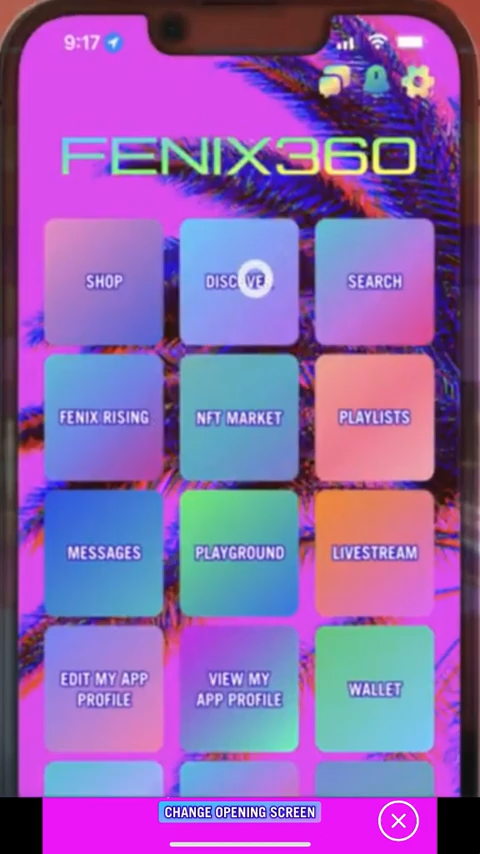 9:17
FENIX360
SHOP
DISCOVER
SEARCH
FENIX RISING
NFT MARKET
PLAYLISTS
MESSAGES
PLAYGROUND
LIVESTREAM
EDIT MY APP
PROFILE
VIEW MY
APP PROFILE
WALLET
CHANGE OPENING SCREEN